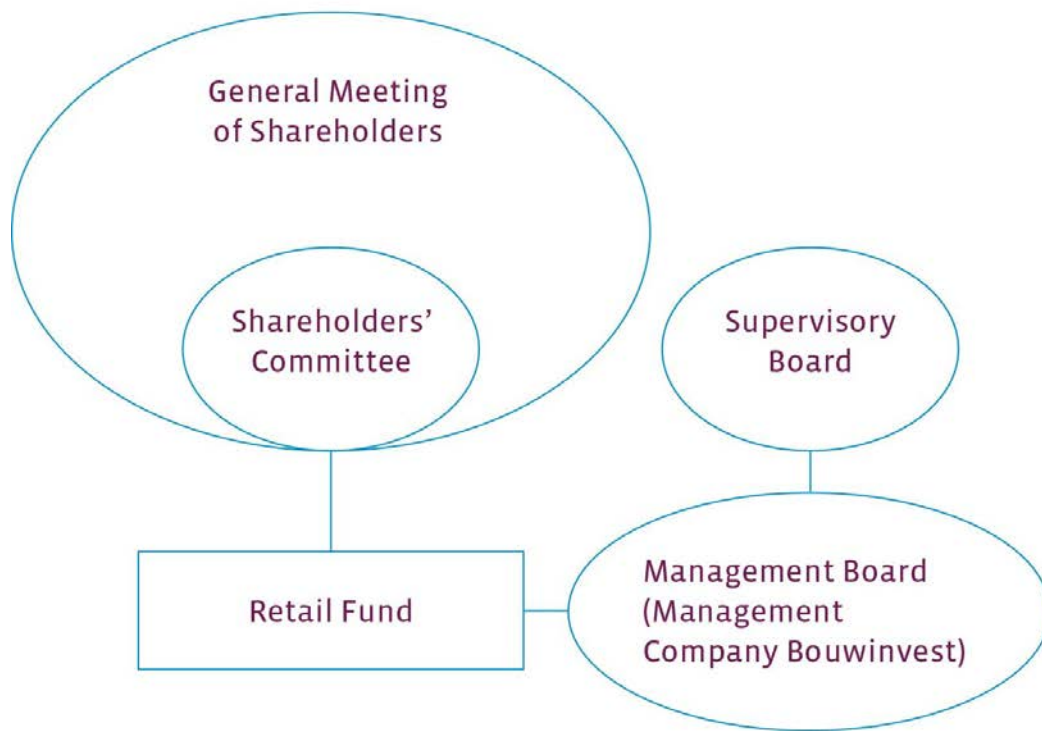 General Meeting
of Shareholders
Shareholders’
Committee
Supervisory
Board
Retail Fund
Management Board
(Management
Company Bouwinvest)